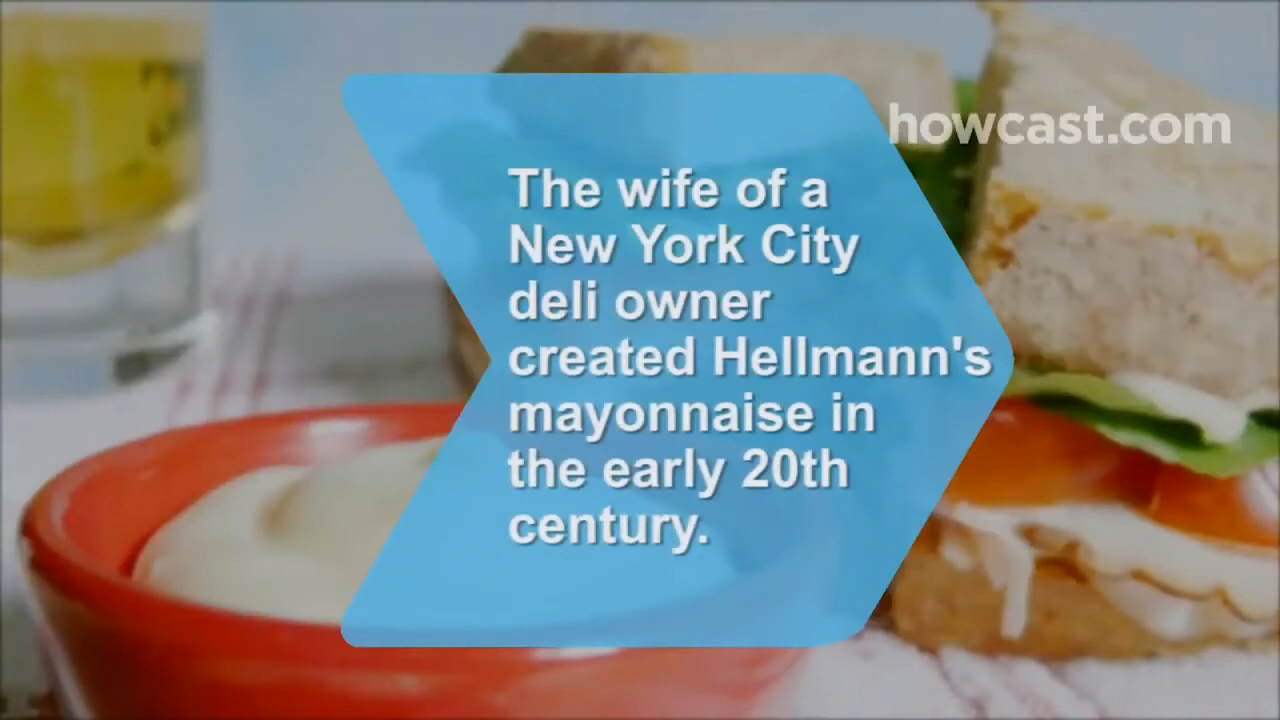 howcast.com
The wife of a
New York City
deli owner
created Hellmann's
mayonnaise in
the early 20th
century.